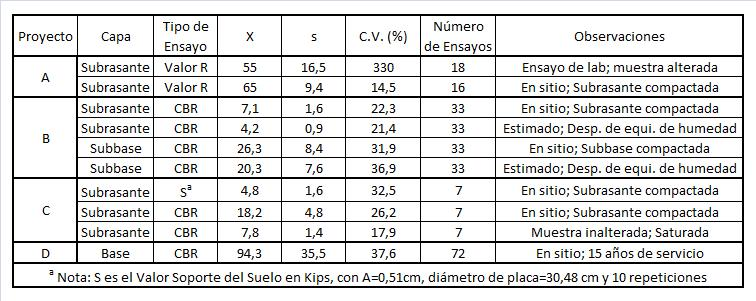 Proyecto Capa Tipo de Ensayo X s C.V. (%) Número de Ensayos Observaciones
A Subrasante Valor R 55 16,5 330 18 Ensayo de lab; muestra alterada
Subrasante Valor R 65 9,4 14,5 16 En sitio; Subrasante compactada
B Subrasante CBR 7,1 1,6 22,3 33 En sitio; Subrasante compactada
Subrasante CBR 4,2 0,9 21,4 33 Estimado; Desp. de equi. de humedad
Subbase CBR 26,3 8,4 31,9 33 En sitio; Subbase compactada
Subbase CBR 20,3 7,6 36,9 33 Estimado; Desp. de equi. de humedad
C Subrasante Sª 4,8 1,6 32,5 7 En sitio; Subrasante compactada
Subrasante CBR 18,2 4,8 26,2 7 En sitio; Subrasante compactada
Subrasante CBR 7,8 1,4 17,9 7 Muestra inalterada; Saturada
D Base CBR 94,3 35,5 37,6 72 En sitio; 15 años de servicio
ª Nota: S es el Valor Soporte del Suelo en Kips, con A=0,51cm, diámetro de placa=30,48 cm y 10 repeticiones